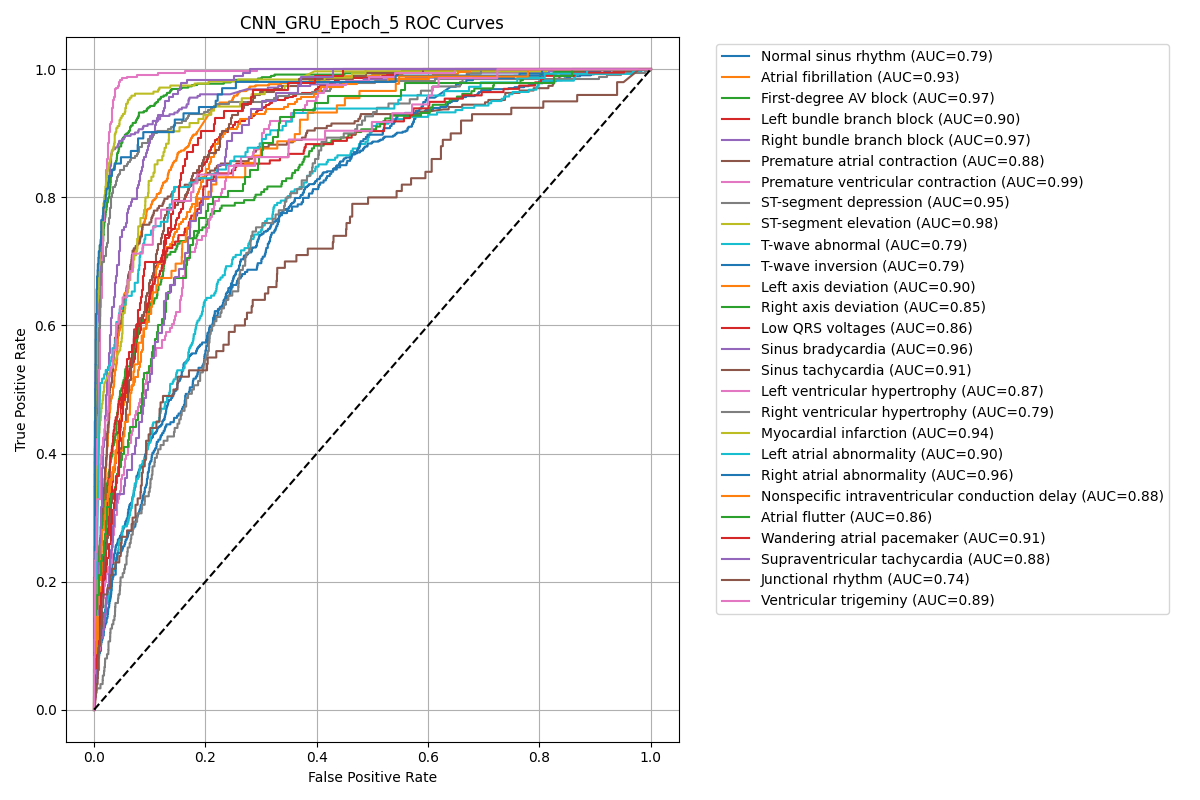 CNN_GRU_Epoch_5 ROC Curves
1.0
0.8
0.6
0.4
0.2
0.0
True Positive Rate
0.0 0.2 0.4 0.6 0.8 1.0
False Positive Rate
Normal sinus rhythm (AUC=0.79)
Atrial fibrillation (AUC=0.93)
First-degree AV block (AUC=0.97)
Left bundle branch block (AUC=0.90)
Right bundle branch block (AUC=0.97)
Premature atrial contraction (AUC=0.88)
Premature ventricular contraction (AUC=0.99)
ST-segment depression (AUC=0.95)
ST-segment elevation (AUC=0.98)
T-wave abnormal (AUC=0.79)
T-wave inversion (AUC=0.79)
Left axis deviation (AUC=0.90)
Right axis deviation (AUC=0.85)
Low QRS voltages (AUC=0.86)
Sinus bradycardia (AUC=0.96)
Sinus tachycardia (AUC=0.91)
Left ventricular hypertrophy (AUC=0.87)
Right ventricular hypertrophy (AUC=0.79)
Myocardial infarction (AUC=0.94)
Left atrial abnormality (AUC=0.90)
Right atrial abnormality (AUC=0.96)
Nonspecific intraventricular conduction delay (AUC=0.88)
Atrial flutter (AUC=0.86)
Wandering atrial pacemaker (AUC=0.91)
Supraventricular tachycardia (AUC=0.88)
Junctional rhythm (AUC=0.74)
Ventricular trigeminy (AUC=0.89)